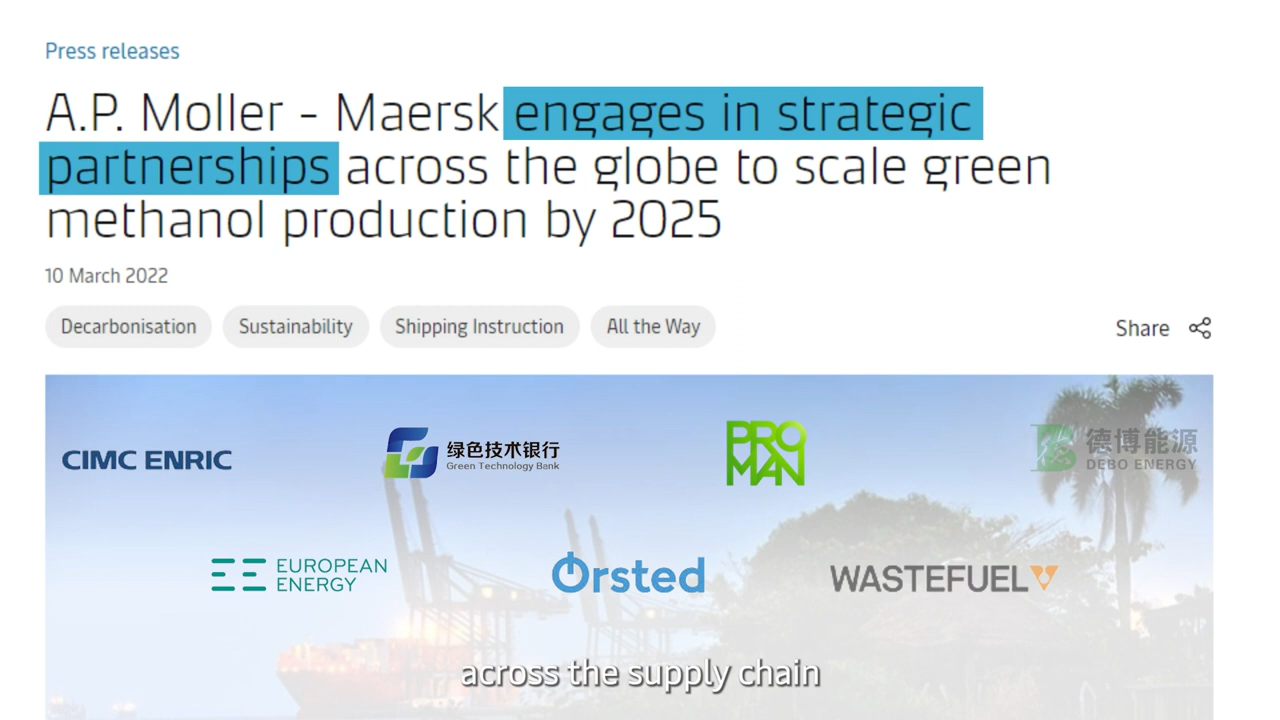 Press releases
A.P. Moller - Maersk engages in strategic
partnerships across the globe to scale green
methanol production by 2025
10 March 2022
Decarbonisation Sustainability Shipping Instruction All the Way Share
CIMC ENRIC
绿色技术银行
Green Technology Bank
PRO
MAN
德博能源
DEBO ENERGY
EUROPEAN
ENERGY
Ørsted
WASTEFUEL
across the supply chain